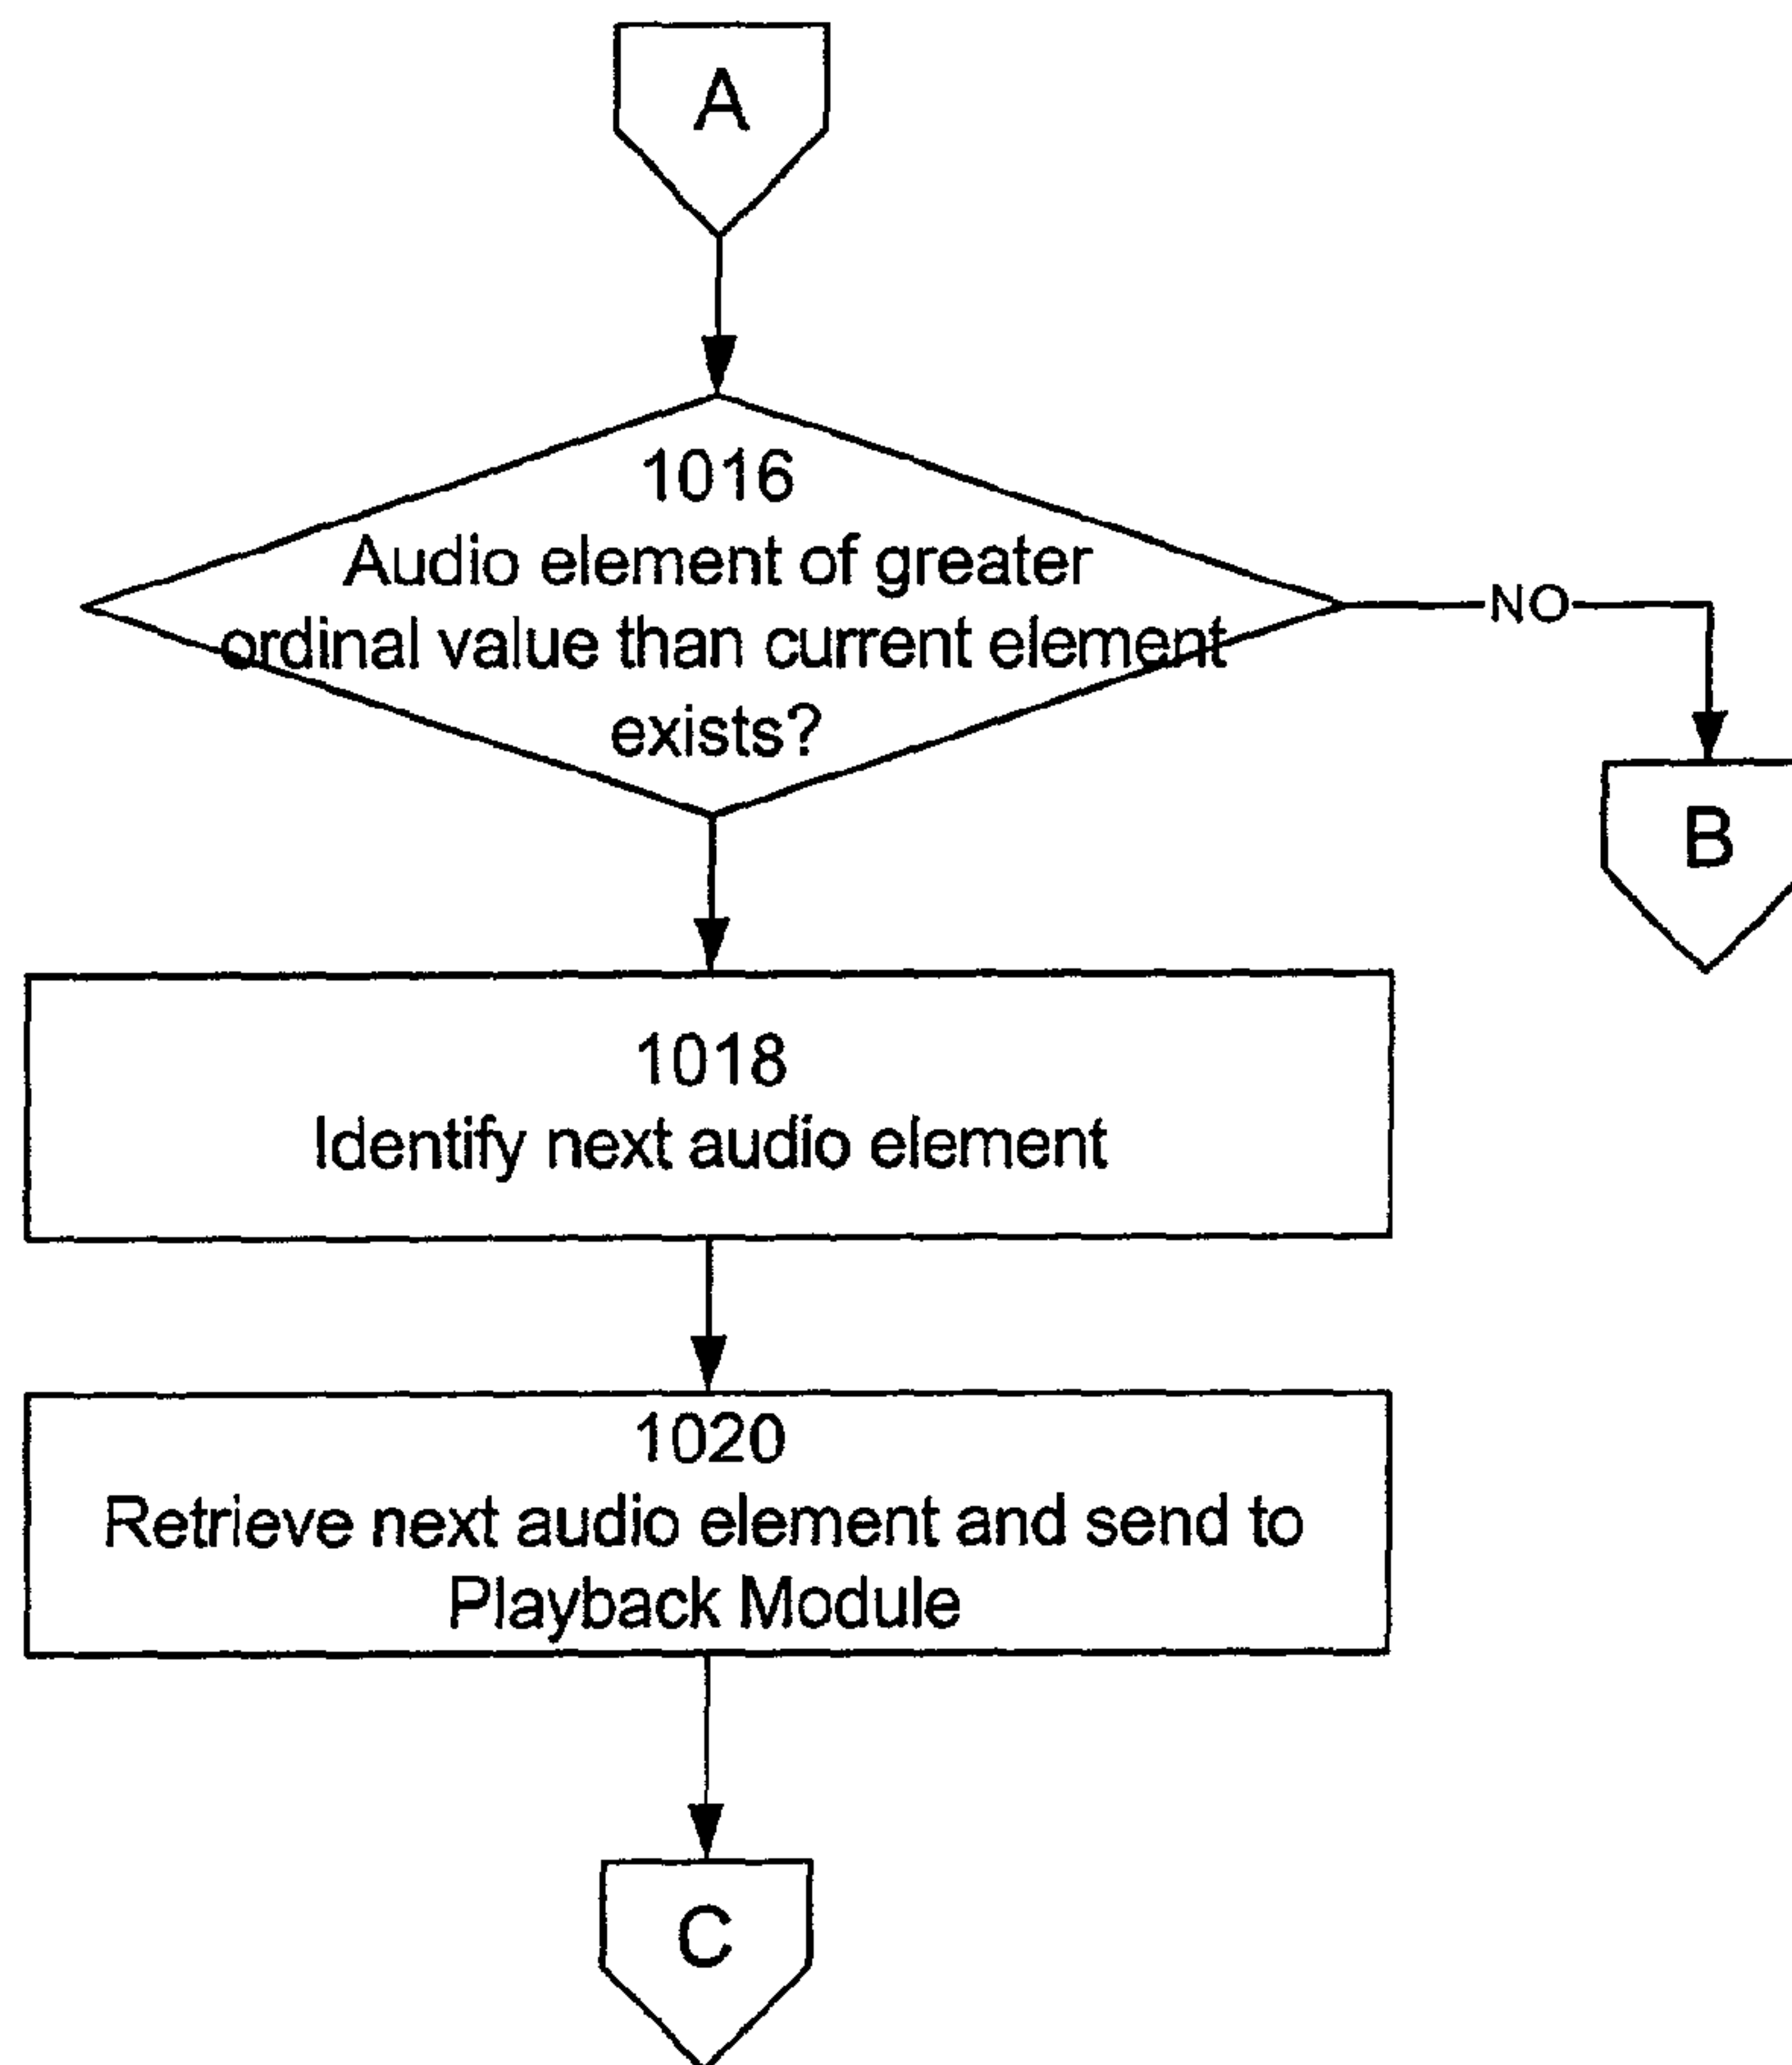 A
1016
Audio element of greater
ordinal value than current element
exists?
NO
B
1018
Identify next audio element
1020
Retrieve next audio element and send to
Playback Module
C